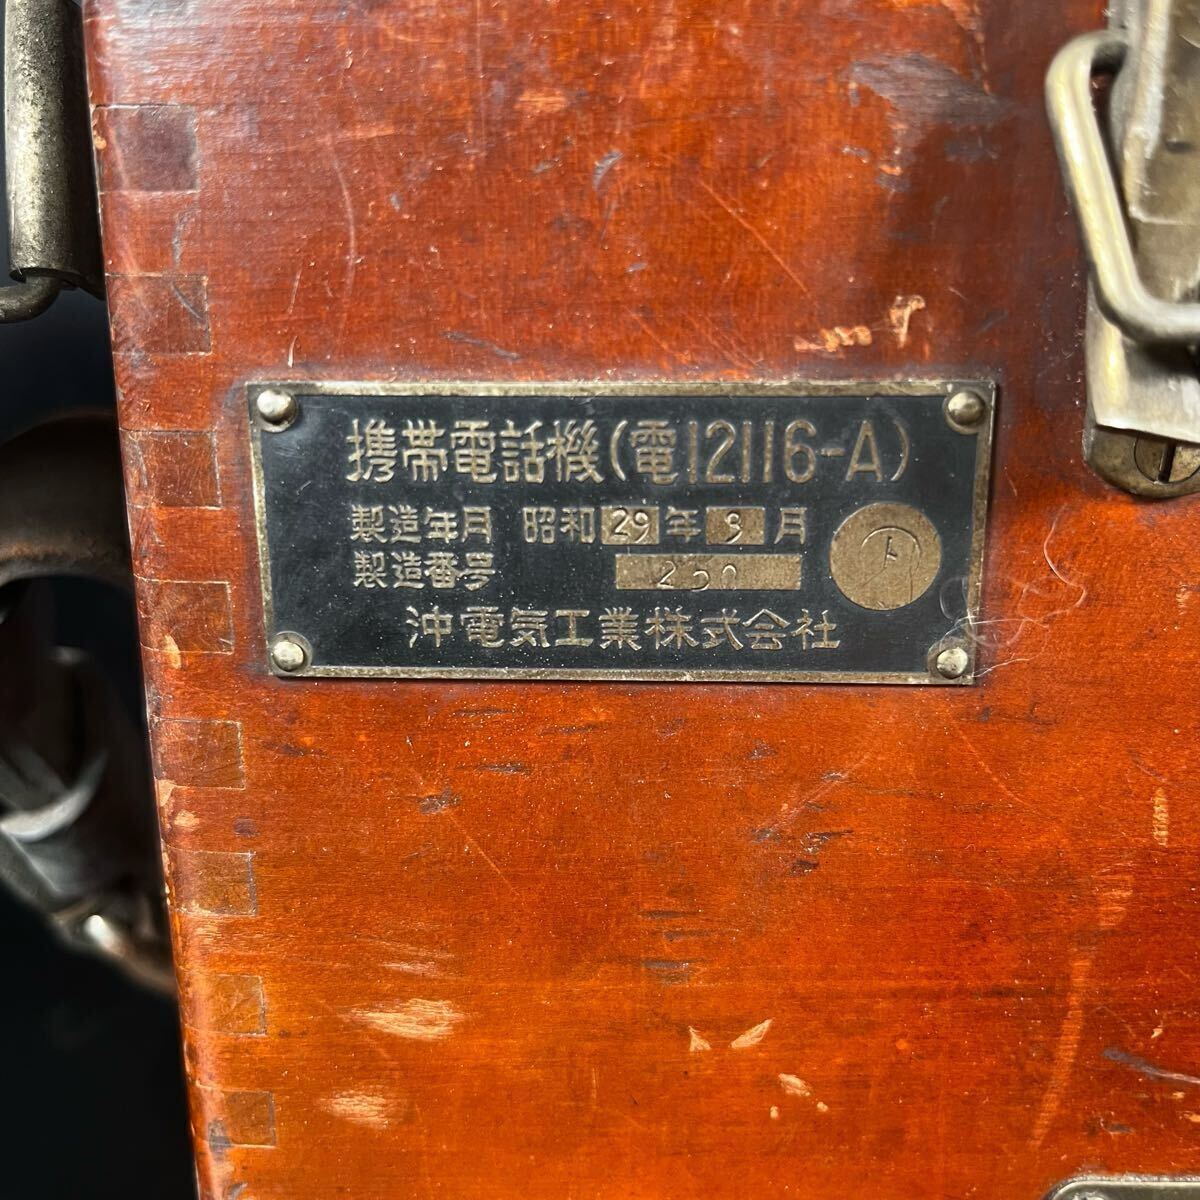 携帯電話機(電12116-A)
製造年月 昭和29年 月
製造番号 250
沖電気工業株式会社